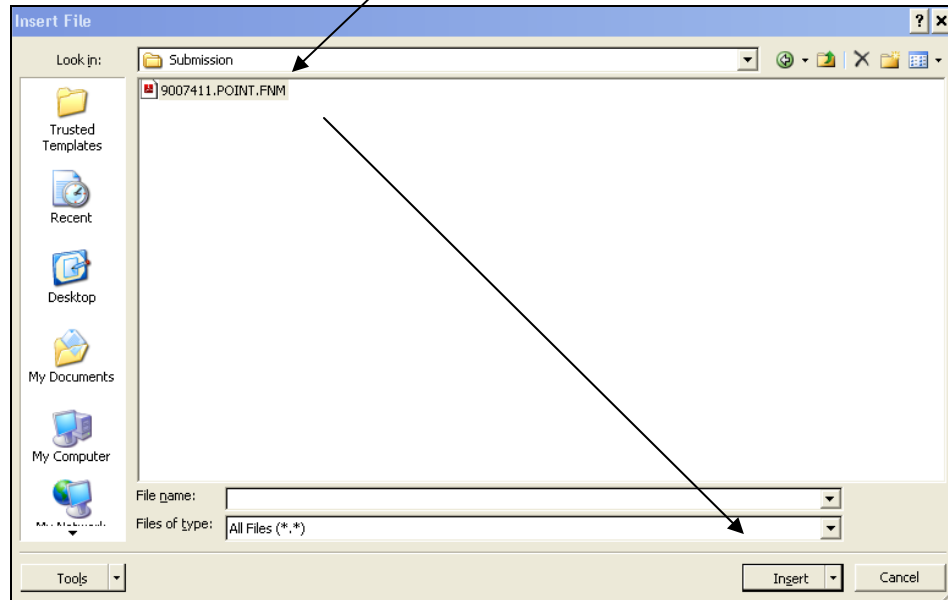 Insert File
?
Look in:
Submission
9007411.POINT.FNM
Trusted
Templates
Recent
Desktop
My Documents
My Computer
File name:
Files of type:
All Files (*.*)
Tools
Insert
Cancel